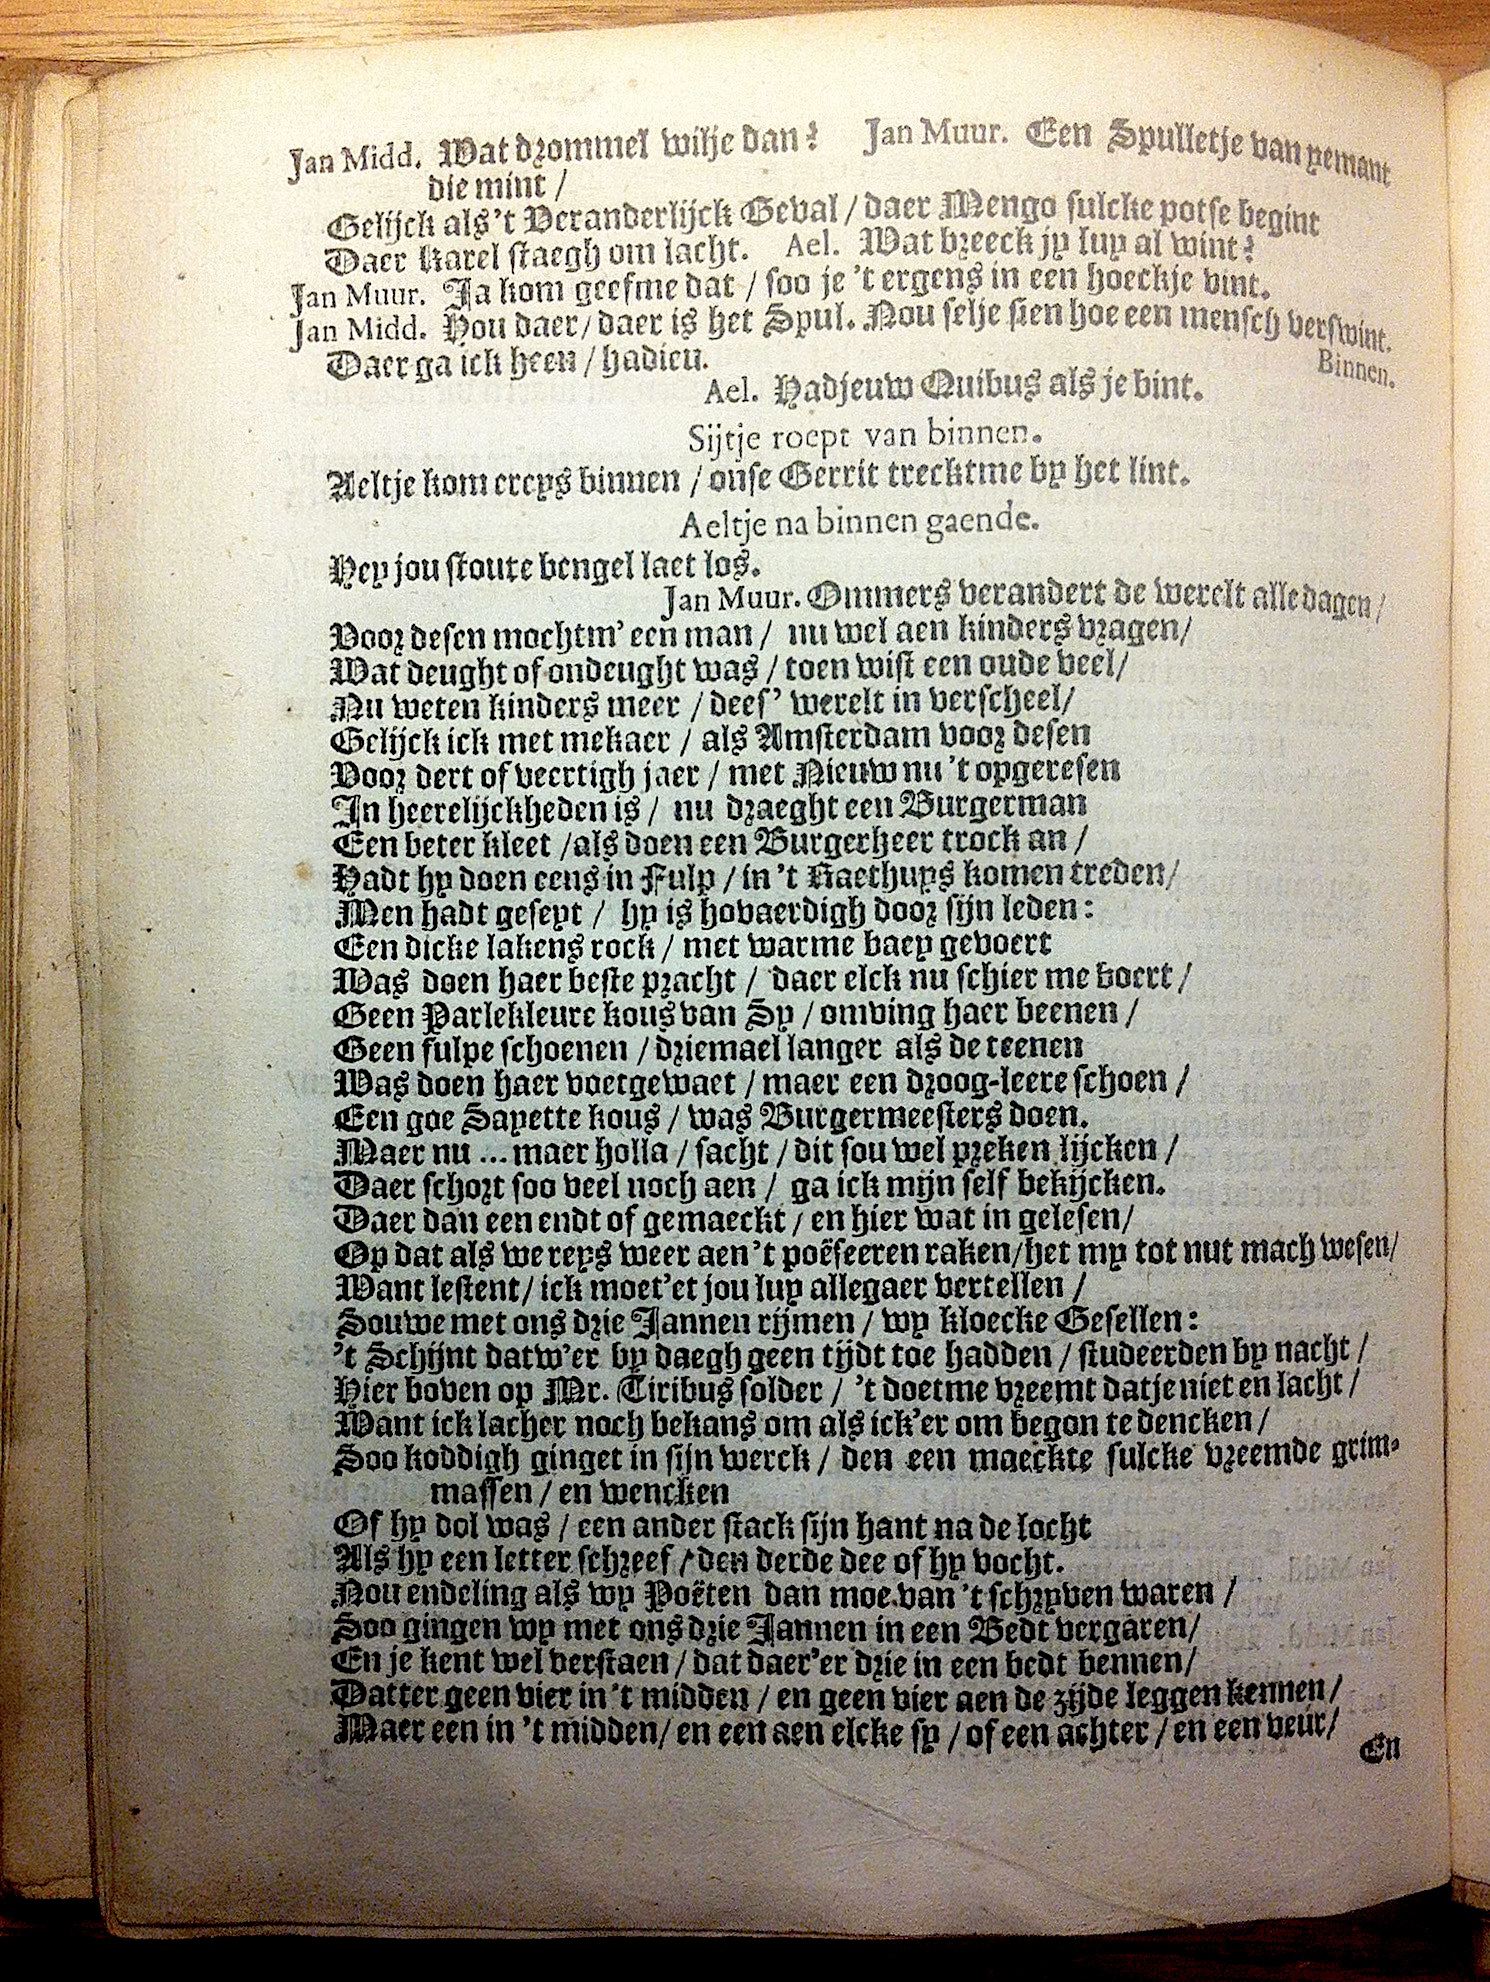 Jan Midd. Wat drommel wilje dan? Jan Muur. Een Spulletje van yemant
die mint /
Gelijck als 't Veranderlijck Geval / daer Mengo sulcke potse begint
Daer Karel staegh om lacht. Ael. Wat breeck jy luy al wint?
Jan Muur. Ja kom geefme dat / soo je 't ergens in een hoeckje vint.
Jan Midd. Hou daer / daer is het Spul. Nou selje sien hoe een mensch verswint.
Daer ga ick heen / hadieu. Binnen.
Ael. Hadjeuw Quibus als je bint.
Sijtje roept van binnen.
Aeltje kom ereys binnen / onse Gerrit trecktme by het lint.
Aeltje na binnen gaende.
Hey jou stoute bengel laet los.
Jan Muur. Ommers verandert de werelt alle dagen /
Voor desen mochtm' een man / nu wel aen kinders vragen /
Wat deught of ondeught was / toen wist een oude veel /
Nu weten kinders meer / dees' werelt in verscheel /
Gelijck ick met mekaer / als Amsterdam voor desen
Voor dert of veertigh jaer / met Nieuw nu 't opgeresen
In heerelijckheden is / nu draeght een Burgerman
Een beter kleet / als doen een Burgerheer trock an /
Hadt hy doen eens in Fulp / in 't Raethuys komen treden /
Men hadt geseyt / hy is hovaerdigh door sijn leden :
Een dicke lakens rock / met warme baey gevoert
Was doen haer beste pracht / daer elck nu schier me boert /
Geen Parlekleure kous van Sy / omving haer beenen /
Geen fulpe schoenen / driemael langer als de teenen
Was doen haer voetgewaet / maer een droog-leere schoen /
Een goe Sayette kous / was Burgermeesters doen.
Maer nu ... maer holla / sacht / dit sou wel preken lijcken /
Daer schort soo veel noch aen / ga ick mijn self bekijcken.
Daer dan een endt of gemaeckt / en hier wat in gelesen /
Op dat als we reys weer aen 't poëseeren raken / het my tot nut mach wesen /
Want lestent / ick moet'et jou luy allegaer vertellen /
Souwe met ons drie Jannen rijmen / wy kloecke Gesellen :
't Schijnt datw'er by daegh geen tijdt toe hadden / studeerden by nacht /
Hier boven op Mr. Tiribus solder / 't doetme vreemt datje niet en lacht /
Want ick lacher noch bekans om als ick'er om begon te dencken /
Soo koddigh ginget in sijn werck / den een maeckte sulcke vreemde grim-
massen / en wencken
Of hy dol was / een ander stack sijn hant na de locht
Als hy een letter schreef / den derde dee of hy vocht.
Nou endeling als wy Poëten dan moe van 't schryven waren /
Soo gingen wy met ons drie Jannen in een Bedt vergaren /
En je kent wel verstaen / dat daer'er drie in een bedt bennen /
Datter geen vier in 't midden / en geen vier aen de zijde leggen kennen /
Maer een in 't midden / en een aen elcke sy / of een achter / en een veur /
En